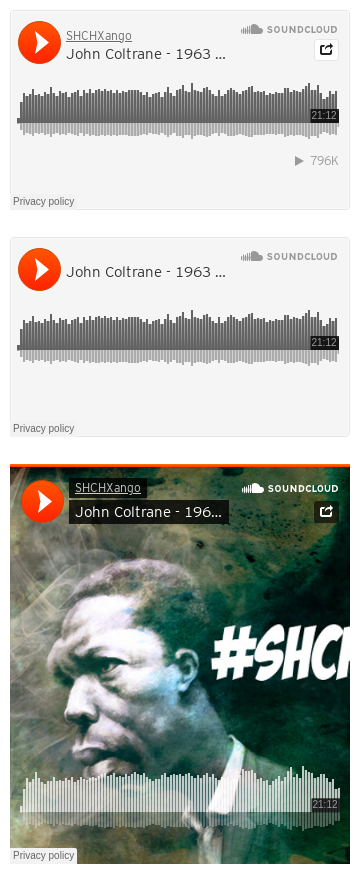 SHCHXango
SOUNDCLOUD
John Coltrane - 1963 ...
21:12
796K
Privacy policy
SOUNDCLOUD
John Coltrane - 1963 ...
21:12
Privacy policy
SHCHXango
SOUNDCLOUD
John Coltrane - 196...
#SHCH
21:12
Privacy policy